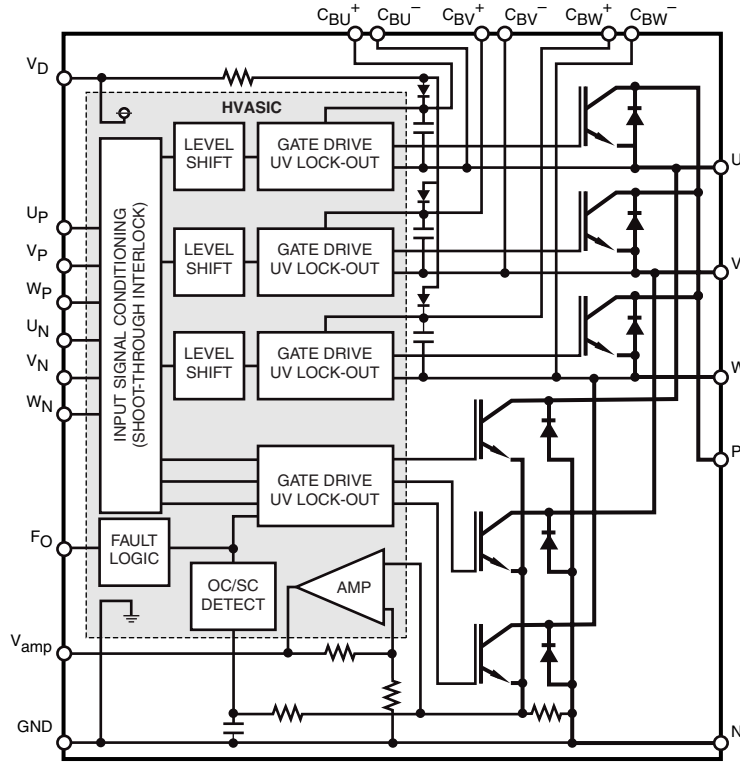 CBU+ CBU− CBV+ CBV− CBW+ CBW−
VD
HVASIC
INPUT SIGNAL CONDITIONING
(SHOOT-THROUGH INTERLOCK)
LEVEL
SHIFT
GATE DRIVE
UV LOCK-OUT
U
UP
VP
WP
UN
VN
WN
LEVEL
SHIFT
GATE DRIVE
UV LOCK-OUT
V
LEVEL
SHIFT
GATE DRIVE
UV LOCK-OUT
W
P
GATE DRIVE
UV LOCK-OUT
FO
FAULT
LOGIC
OC/SC
DETECT
AMP
Vamp
GND
N